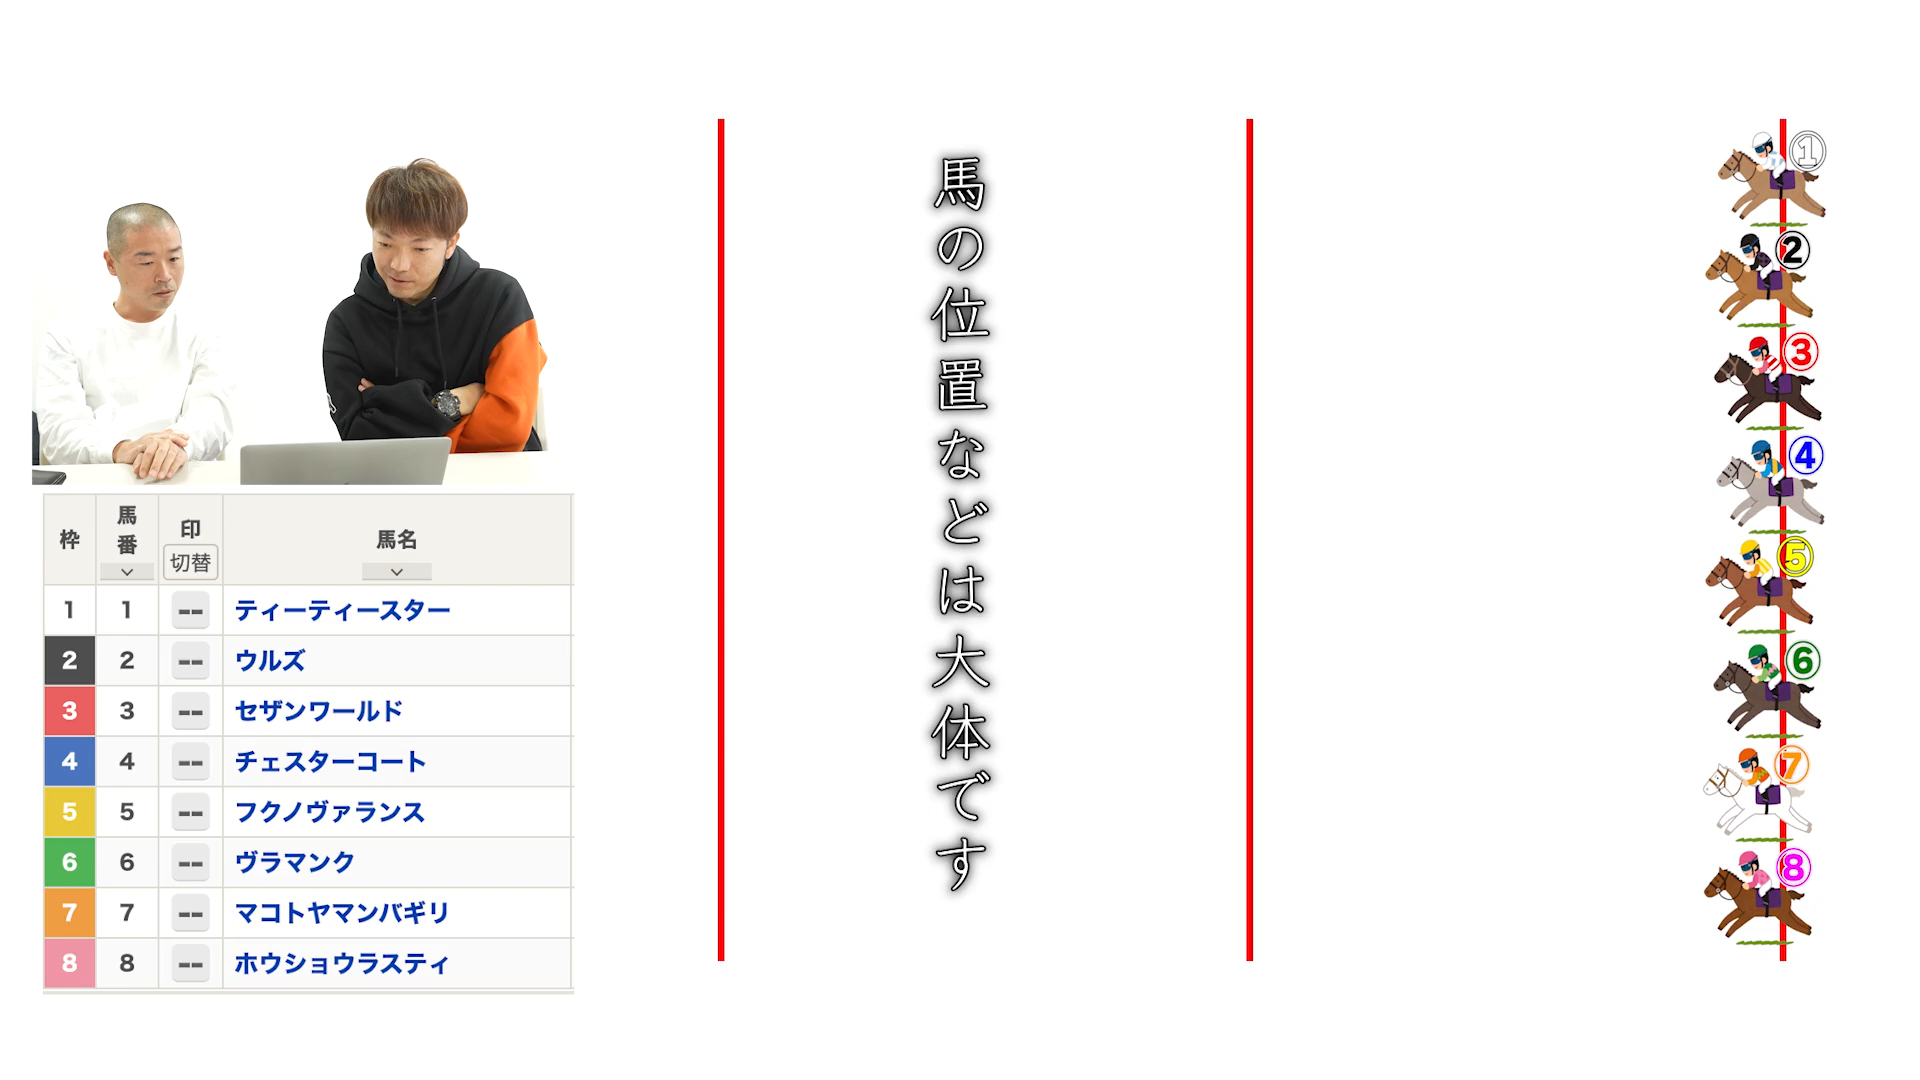 枠 馬番 印 切替 馬名
1 1 -- ティーティースター
2 2 -- ウルズ
3 3 -- セザンワールド
4 4 -- チェスターコート
5 5 -- フクノヴァランス
6 6 -- ヴラマンク
7 7 -- マコトヤマンバギリ
8 8 -- ホウショウラスティ
馬の位置などは大体です
①
②
③
④
⑤
⑥
⑦
⑧